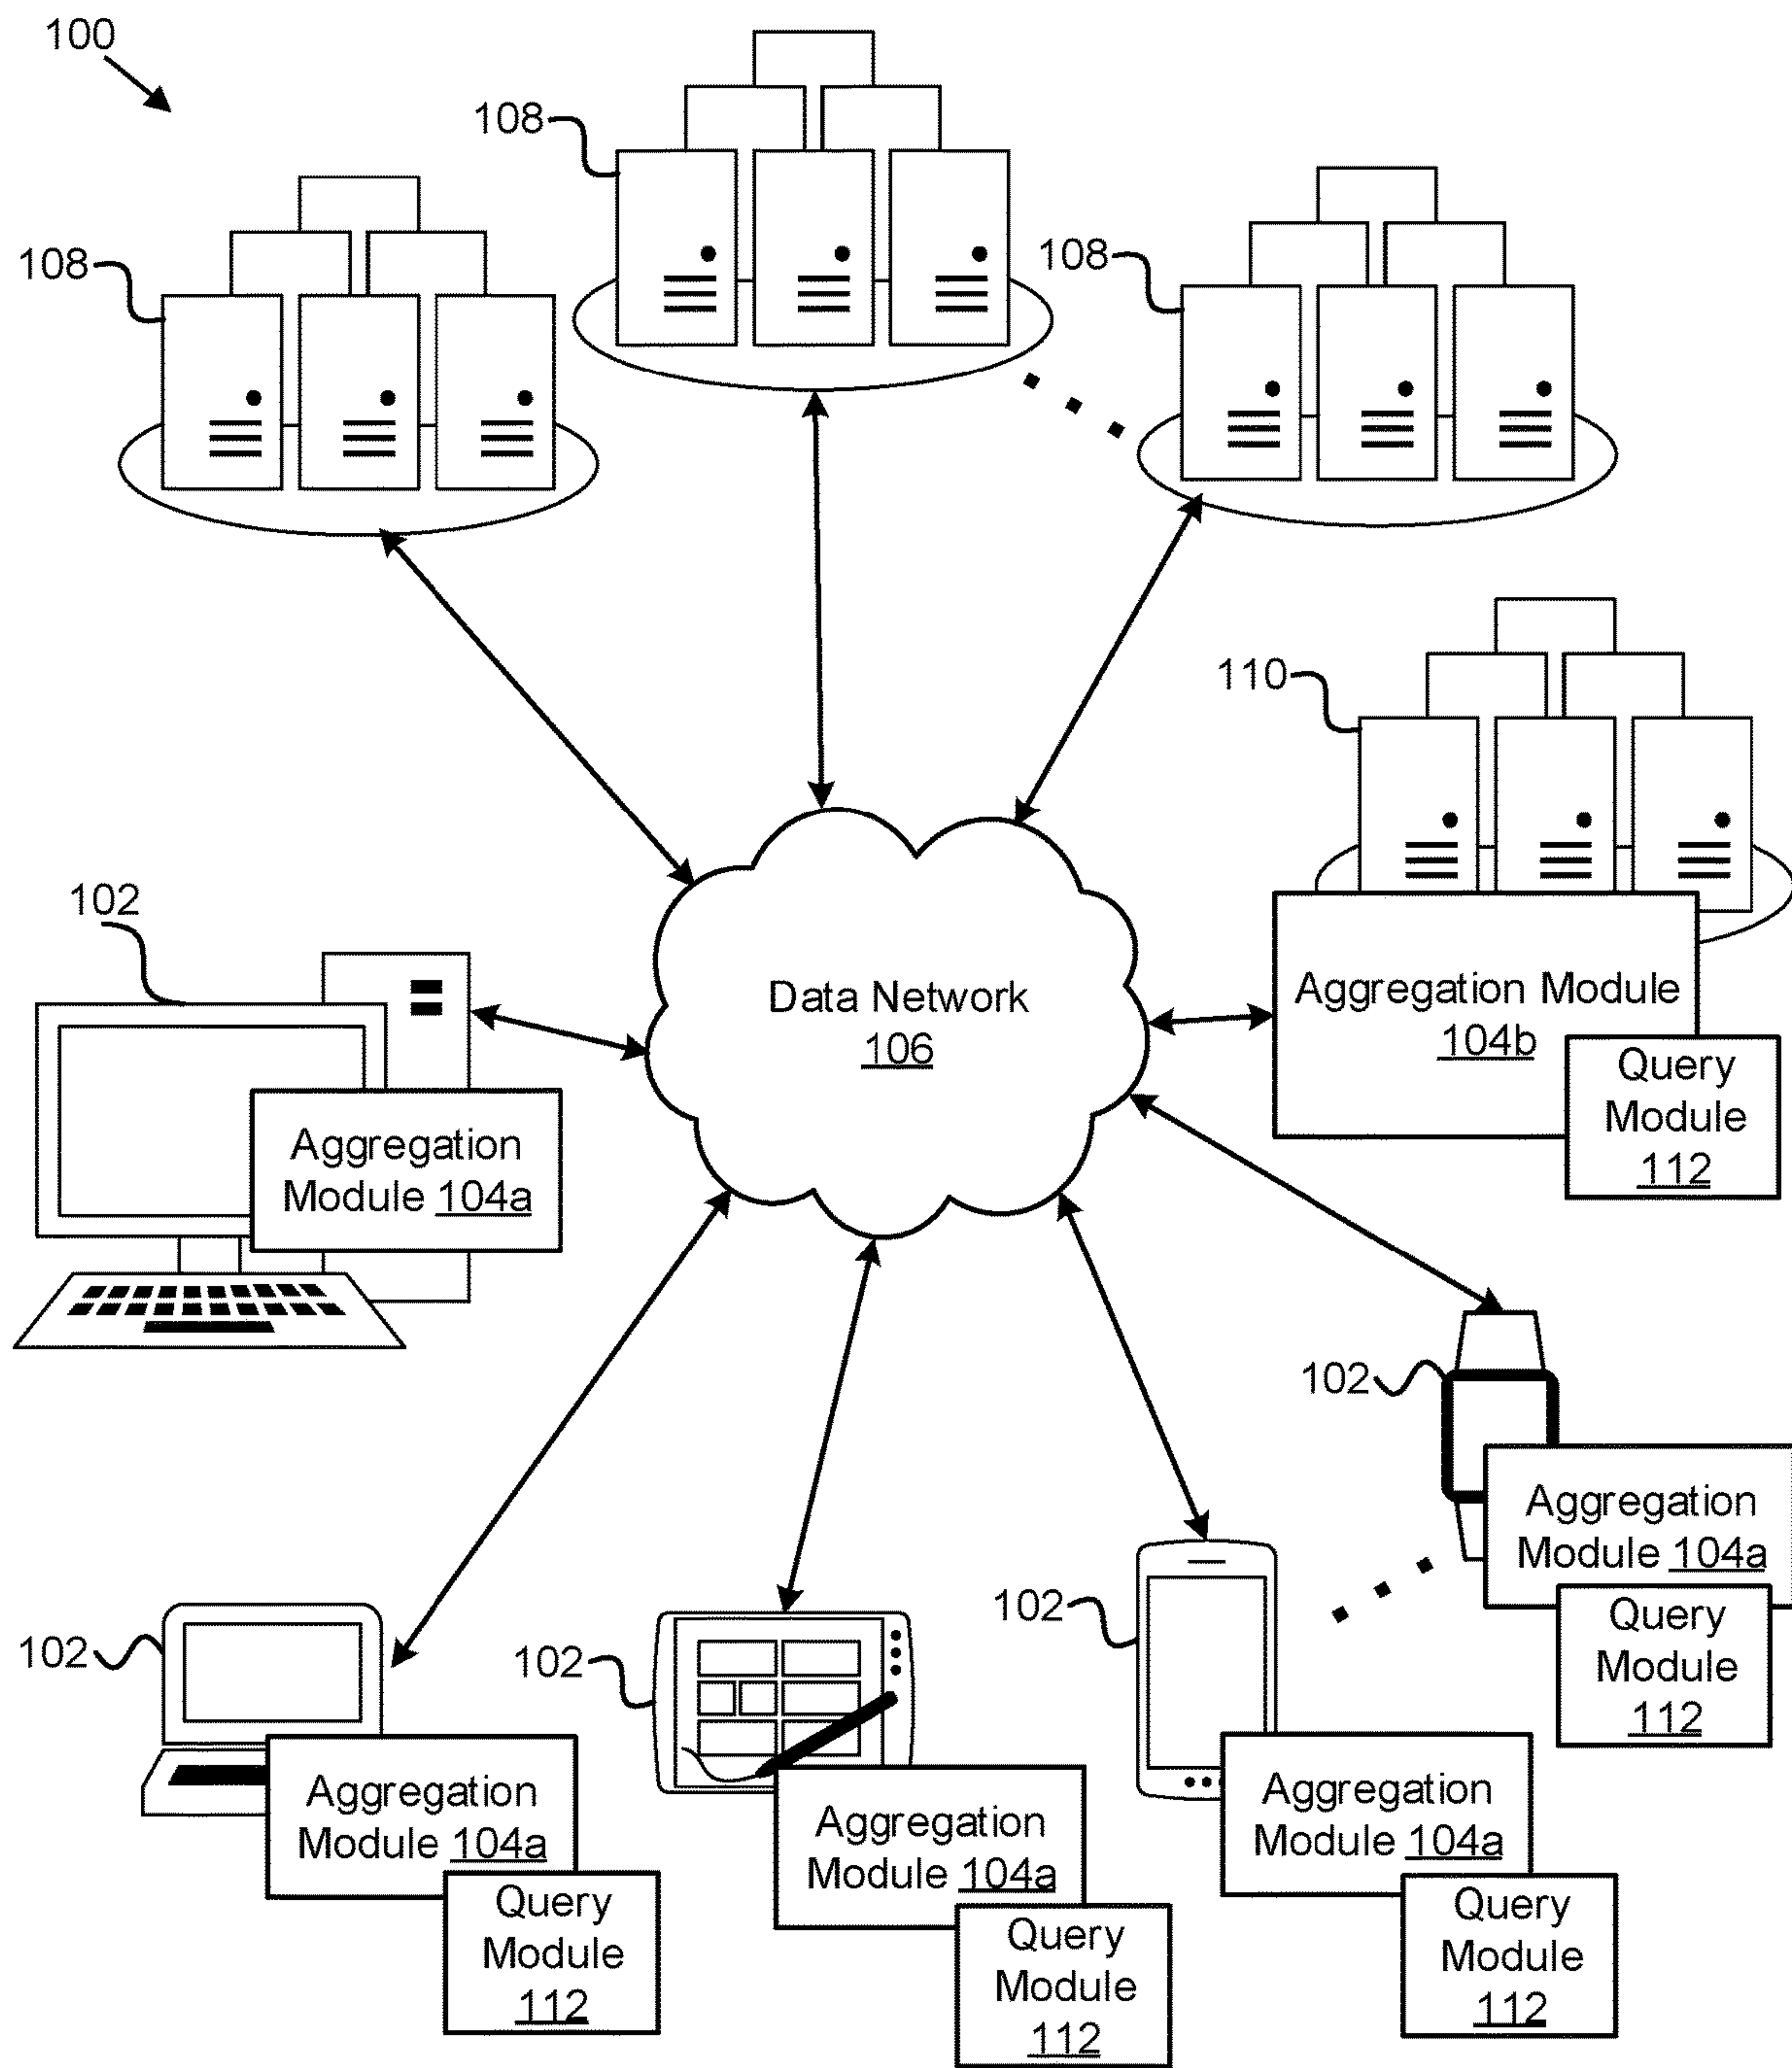 100
108
108
108
110
102
Data Network
106
Aggregation Module
104b
Query
Module
112
Aggregation
Module 104a
102
Aggregation
Module 104a
Query
Module
112
102
Aggregation
Module 104a
Query
Module
112
102
Aggregation
Module 104a
Query
Module
112
102
Aggregation
Module 104a
Query
Module
112